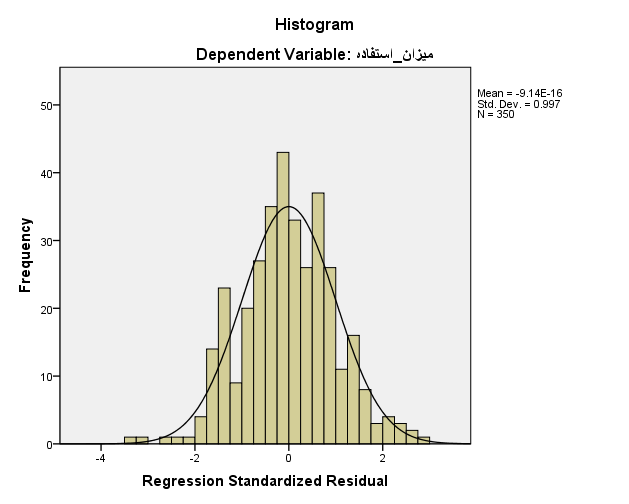 Histogram
Dependent Variable: میزان_استفاده
Mean = -9.14E-16
Std. Dev. = 0.997
N = 350
50
40
30
20
10
0
Frequency
-4
-2
0
2
Regression Standardized Residual